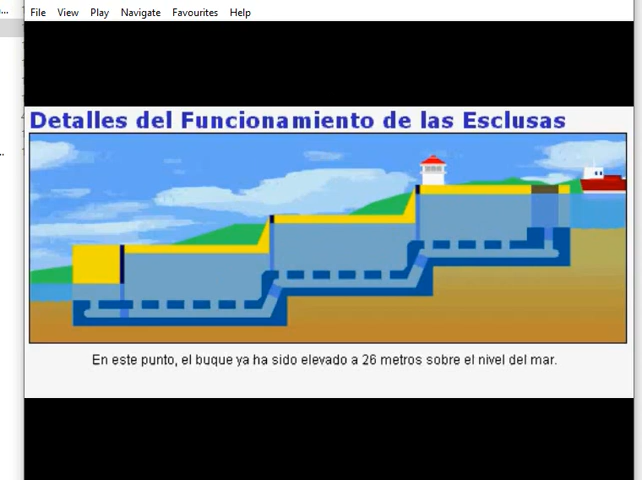 File View Play Navigate Favourites Help
Detalles del Funcionamiento de las Esclusas
En este punto, el buque ya ha sido elevado a 26 metros sobre el nivel del mar.